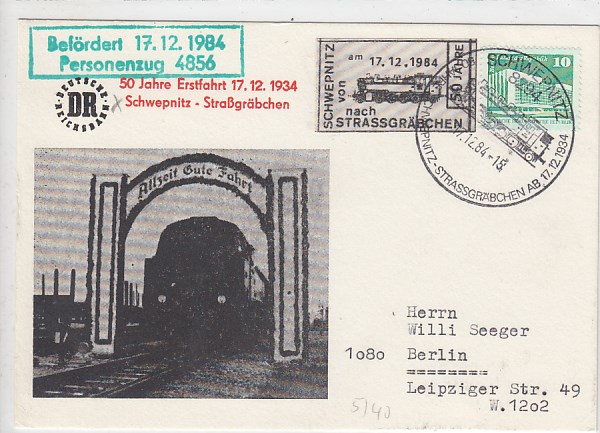 Befördert 17.12.1984
Personenzug 4856
DEUTSCHE
DR
REICHSBAHN
50 Jahre Erstfahrt 17.12.1934
Schwepnitz - Straßgräbchen
SCHWEPNITZ
am 17.12.1984
50 JAHRE
von
nach
STRASSGRÄBCHEN
10
SCHWEPNITZ
8294
17.12.84-15
SCHWEPNITZ-STRASSGRÄBCHEN AB 17.12.1934
Allzeit Gute Fahrt
Herrn
Willi Seeger
1080 Berlin
Leipziger Str. 49
W.1202
5/40